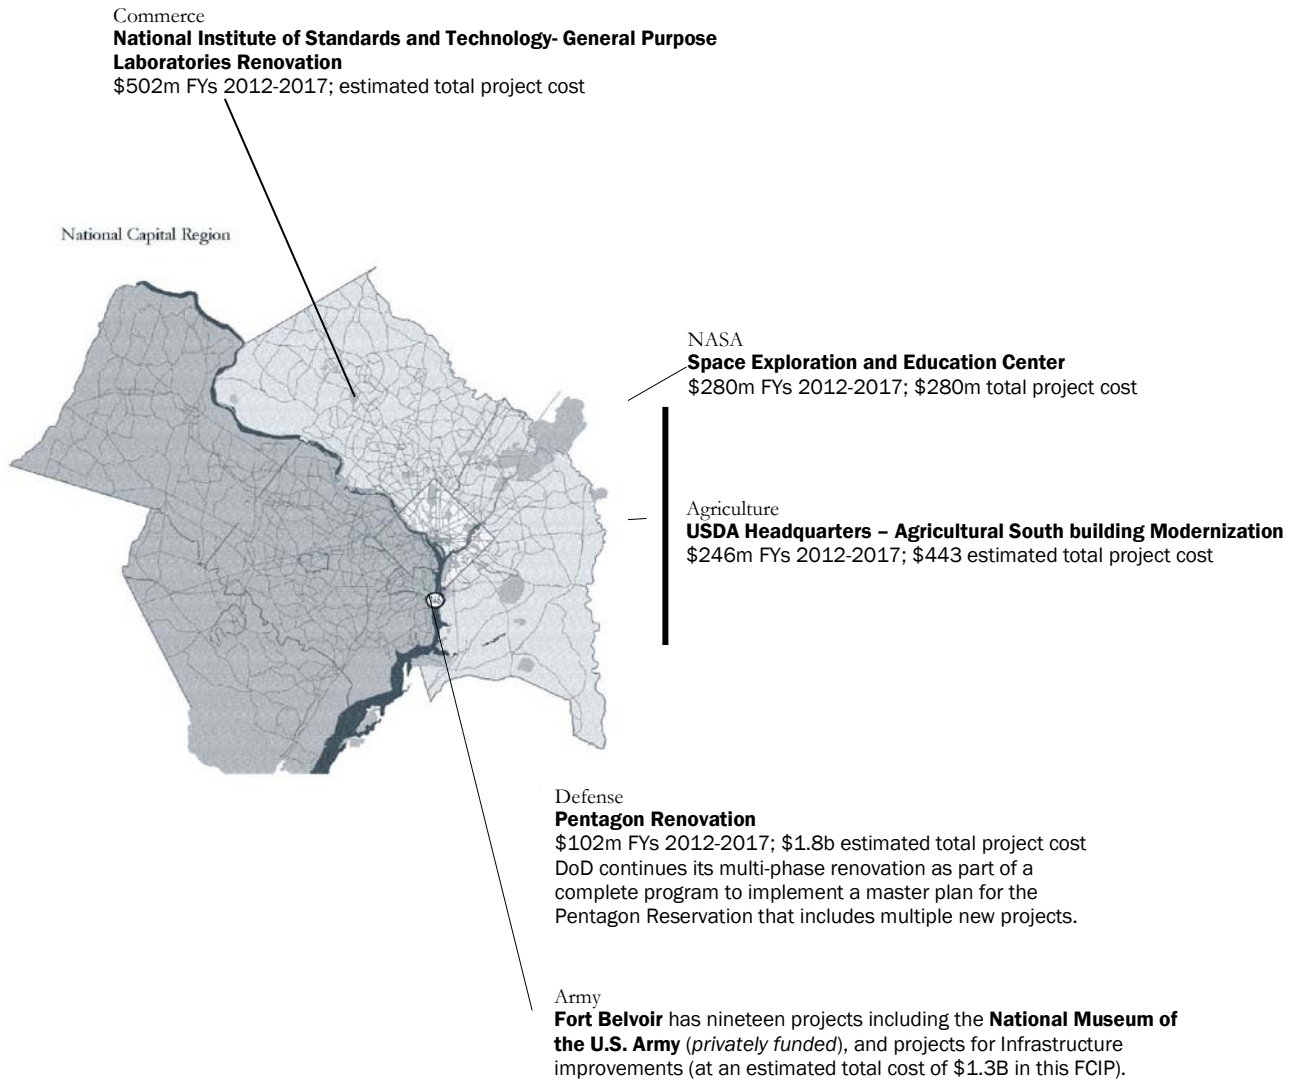 Commerce
National Institute of Standards and Technology- General Purpose
Laboratories Renovation
$502m FYs 2012-2017; estimated total project cost
National Capital Region
NASA
Space Exploration and Education Center
$280m FYs 2012-2017; $280m total project cost
Agriculture
USDA Headquarters – Agricultural South building Modernization
$246m FYs 2012-2017; $443 estimated total project cost
Defense
Pentagon Renovation
$102m FYs 2012-2017; $1.8b estimated total project cost
DoD continues its multi-phase renovation as part of a
complete program to implement a master plan for the
Pentagon Reservation that includes multiple new projects.
Army
Fort Belvoir has nineteen projects including the National Museum of
the U.S. Army (privately funded), and projects for Infrastructure
improvements (at an estimated total cost of $1.3B in this FCIP).